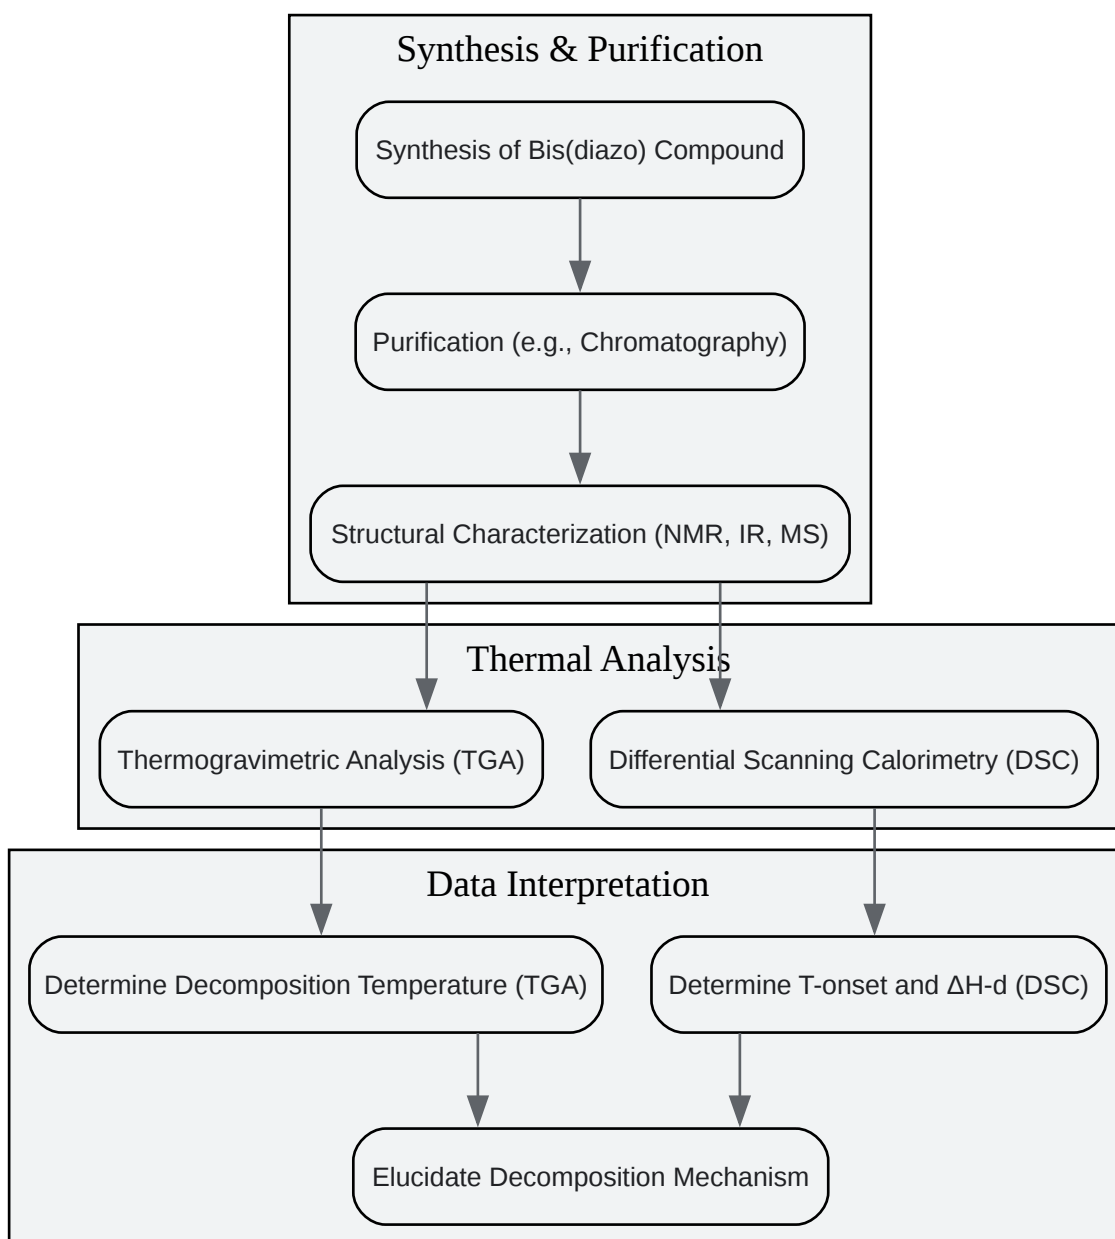 Synthesis & Purification
Synthesis of Bis(diazo) Compound
Purification (e.g., Chromatography)
Structural Characterization (NMR, IR, MS)
Thermal Analysis
Thermogravimetric Analysis (TGA)
Differential Scanning Calorimetry (DSC)
Data Interpretation
Determine Decomposition Temperature (TGA)
Determine T-onset and ΔH-d (DSC)
Elucidate Decomposition Mechanism